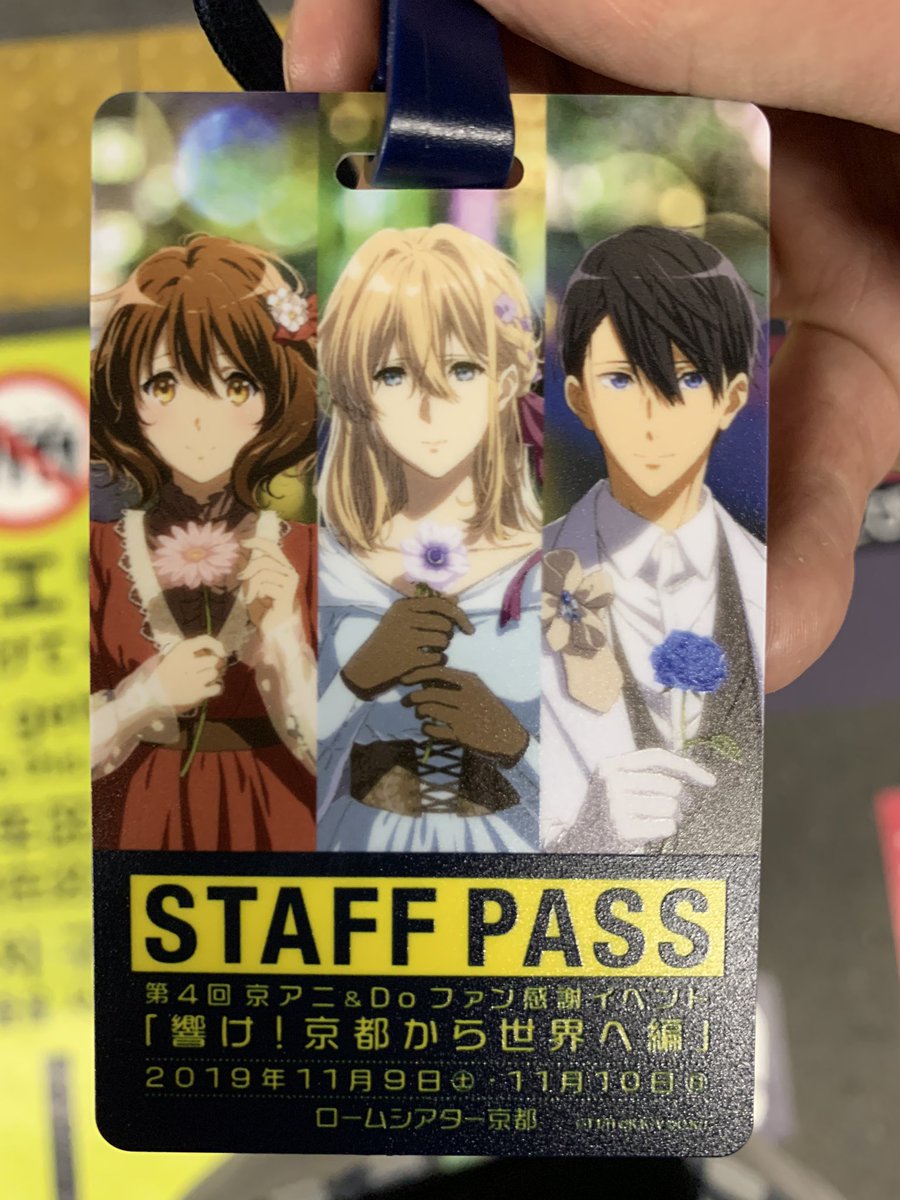 STAFF PASS
第4回 京アニ&Do ファン感謝イベント
「響け!京都から世界へ編」
2019年11月9日㊏・11月10日㊐
ロームシアター京都